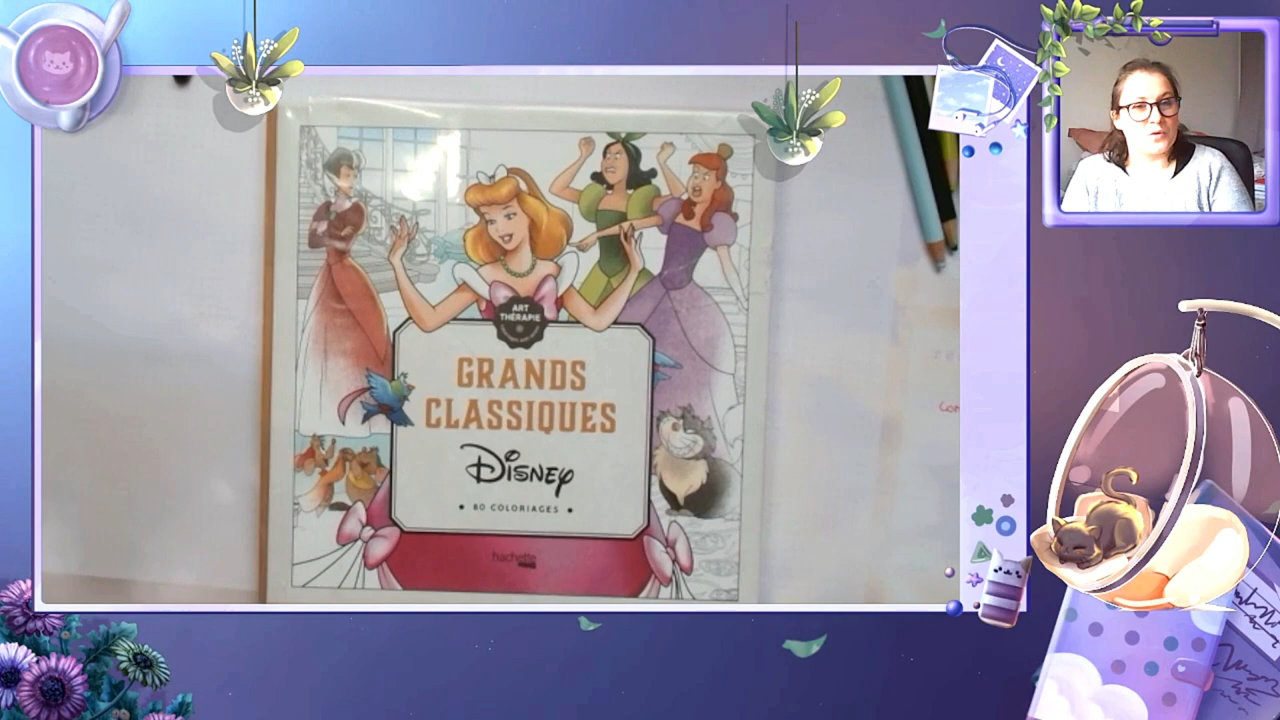 ART
THÉRAPIE
GRANDS
CLASSIQUES
DISNEY
• 80 COLORIAGES •
hachette